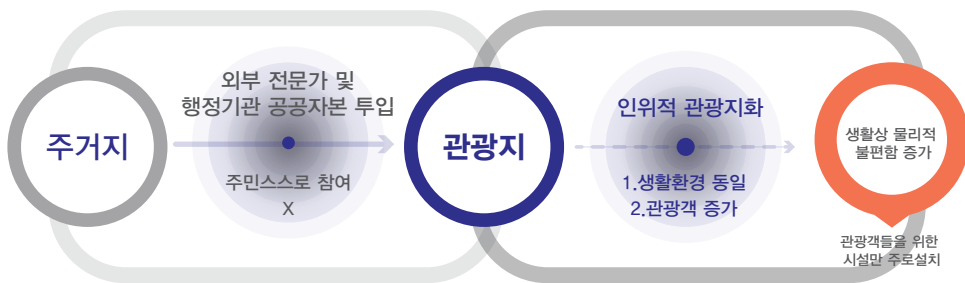 주거지
외부 전문가 및
행정기관 공공자본 투입
주민스스로 참여
X
관광지
인위적 관광지화
1.생활환경 동일
2.관광객 증가
생활상 물리적
불편함 증가
관광객들을 위한
시설만 주로설치